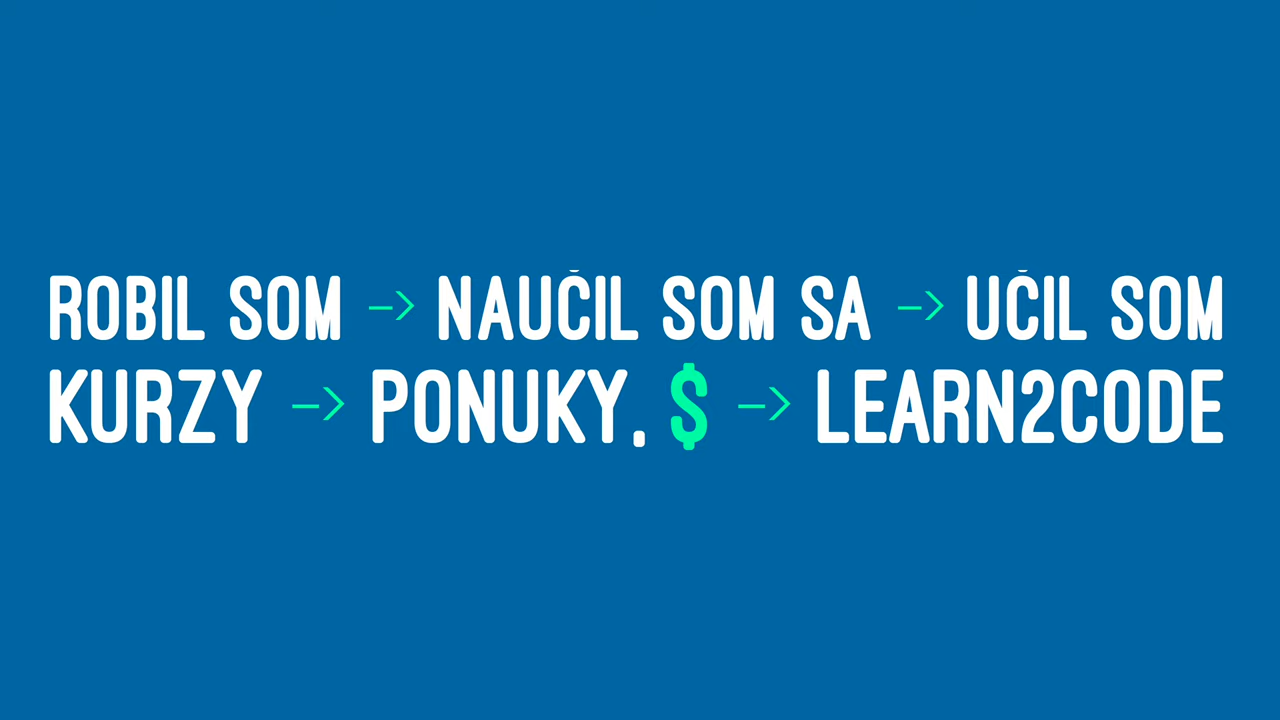 ROBIL SOM –> NAUČIL SOM SA –> UČIL SOM
KURZY –> PONUKY, $ –> LEARN2CODE